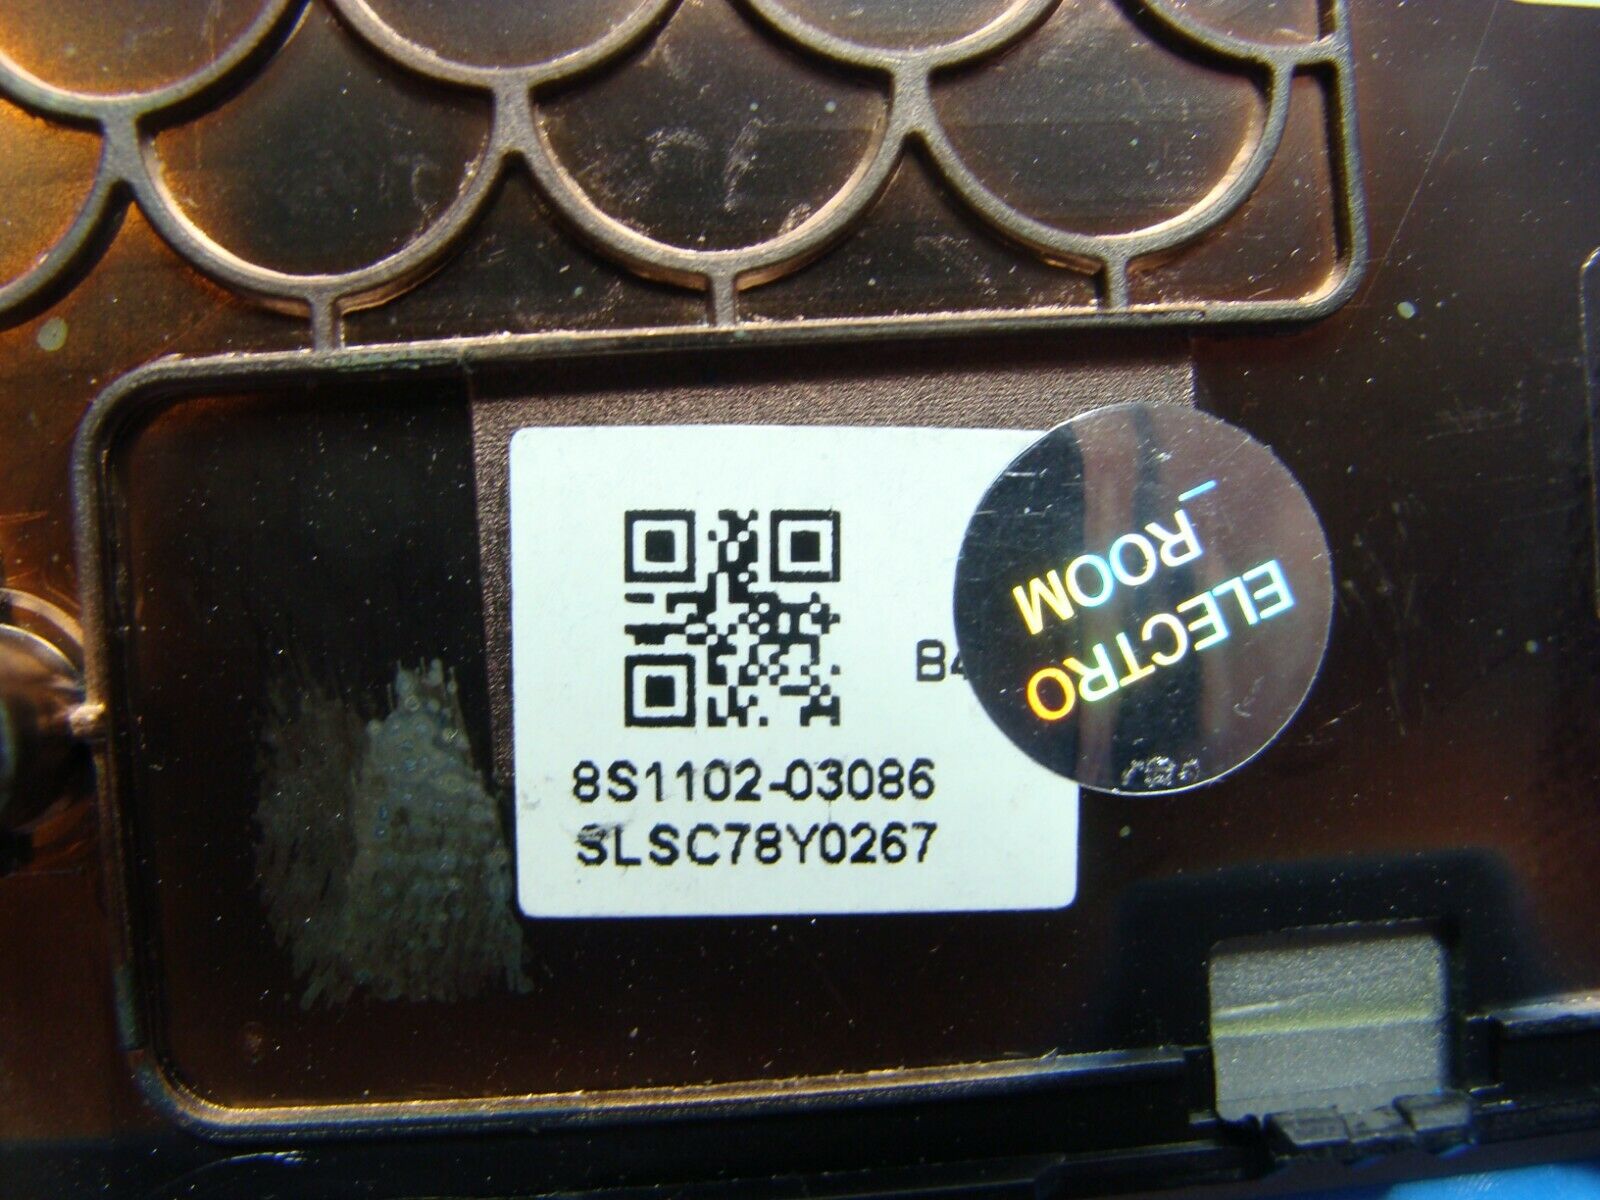 B4
8S1102-03086
SLSC78Y0267
ELECTRO
ROOM